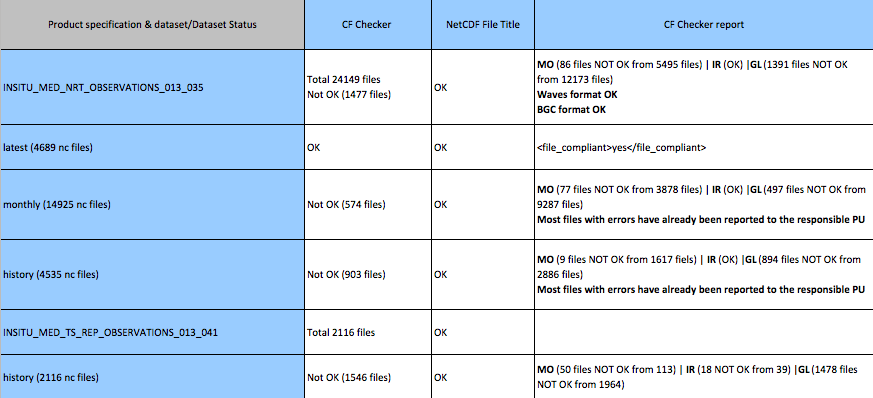 Product specification & dataset/Dataset Status
CF Checker
NetCDF File Title
CF Checker report
INSITU_MED_NRT_OBSERVATIONS_013_035
Total 24149 files
Not OK (1477 files)
OK
MO (86 files NOT OK from 5495 files) | IR (OK) |GL (1391 files NOT OK
from 12173 files)
Waves format OK
BGC format OK
latest (4689 nc files)
OK
OK
<file_compliant>yes</file_compliant>
monthly (14925 nc files)
Not OK (574 files)
OK
MO (77 files NOT OK from 3878 files) | IR (OK) |GL (497 files NOT OK from
9287 files)
Most files with errors have already been reported to the responsible PU
history (4535 nc files)
Not OK (903 files)
OK
MO (9 files NOT OK from 1617 fiels) | IR (OK) |GL (894 files NOT OK from
2886 files)
Most files with errors have already been reported to the responsible PU
INSITU_MED_TS_REP_OBSERVATIONS_013_041
Total 2116 files
OK
history (2116 nc files)
Not OK (1546 files)
OK
MO (50 files NOT OK from 113) | IR (18 NOT OK from 39) |GL (1478 files
NOT OK from 1964)